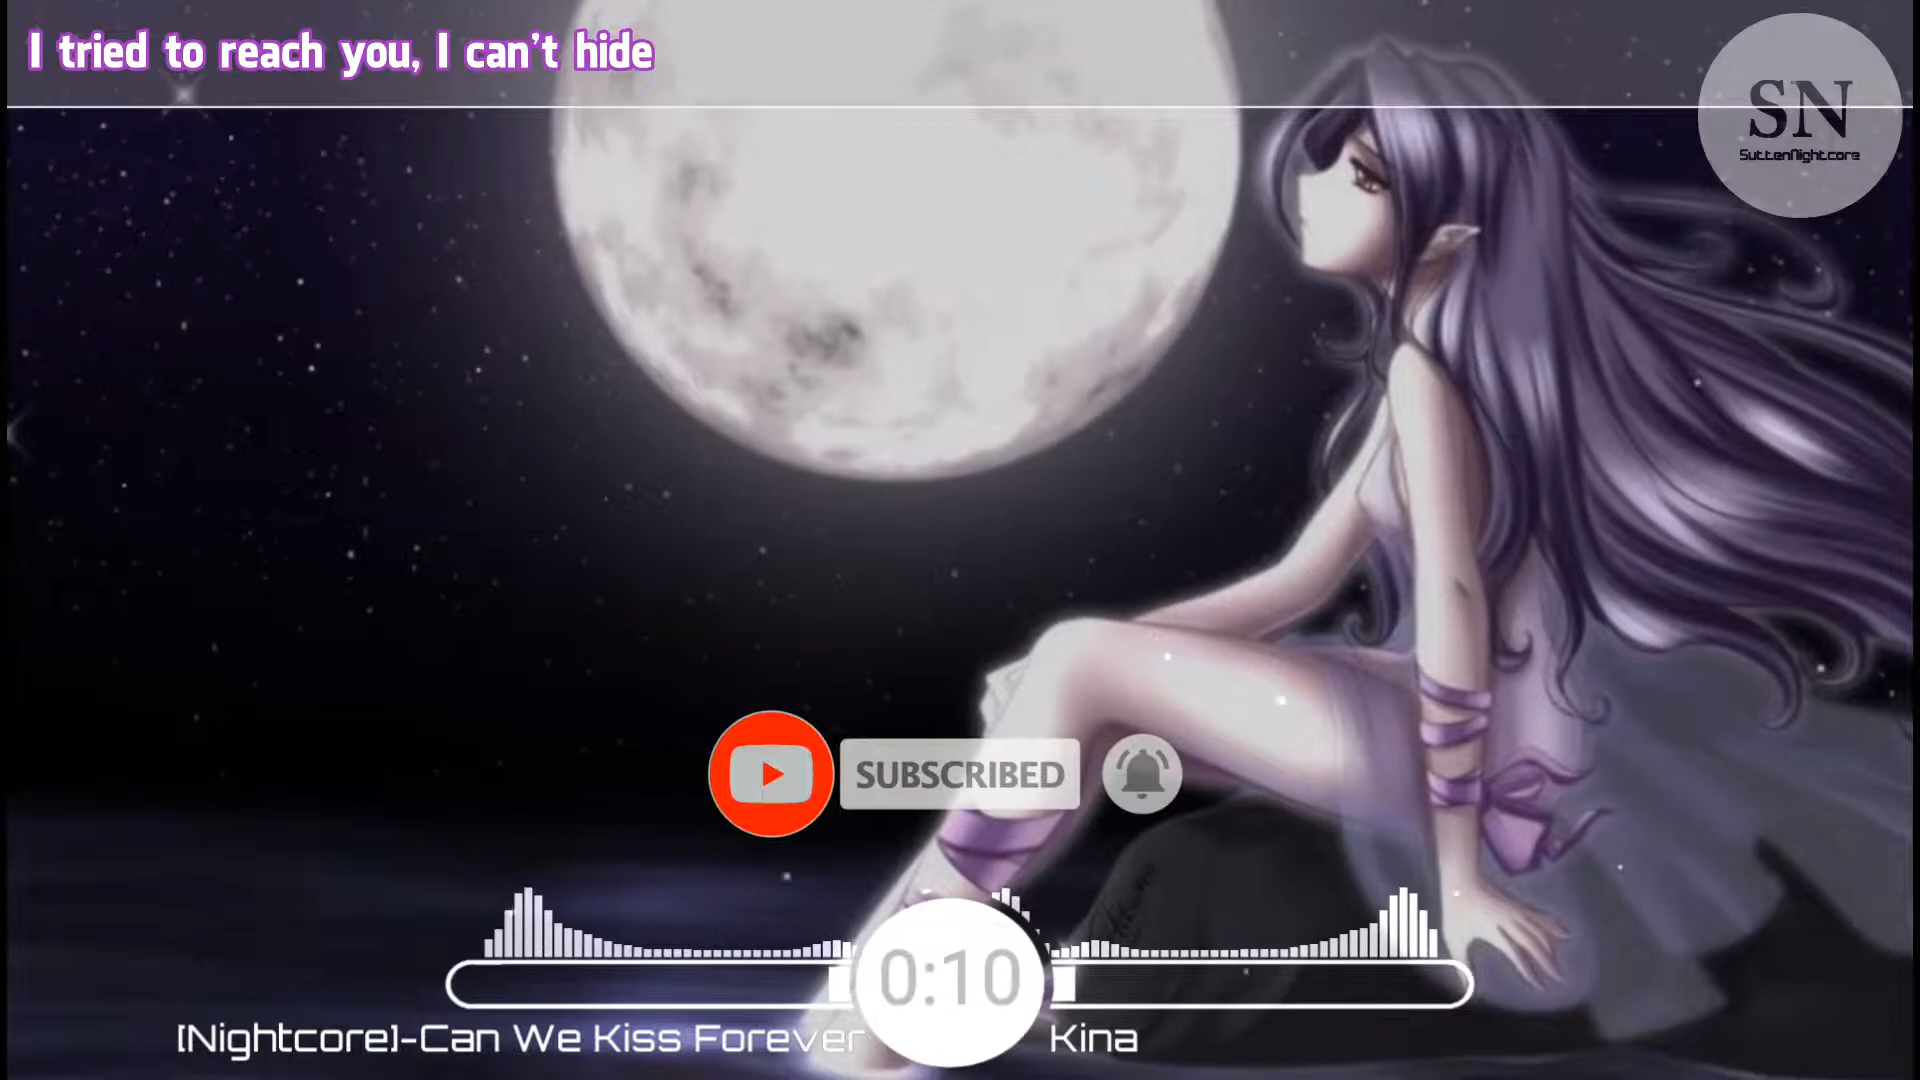 I tried to reach you, I can't hide
SN
SuttenNightcore
SUBSCRIBED
0:10
[Nightcore]-Can We Kiss Forever
Kina